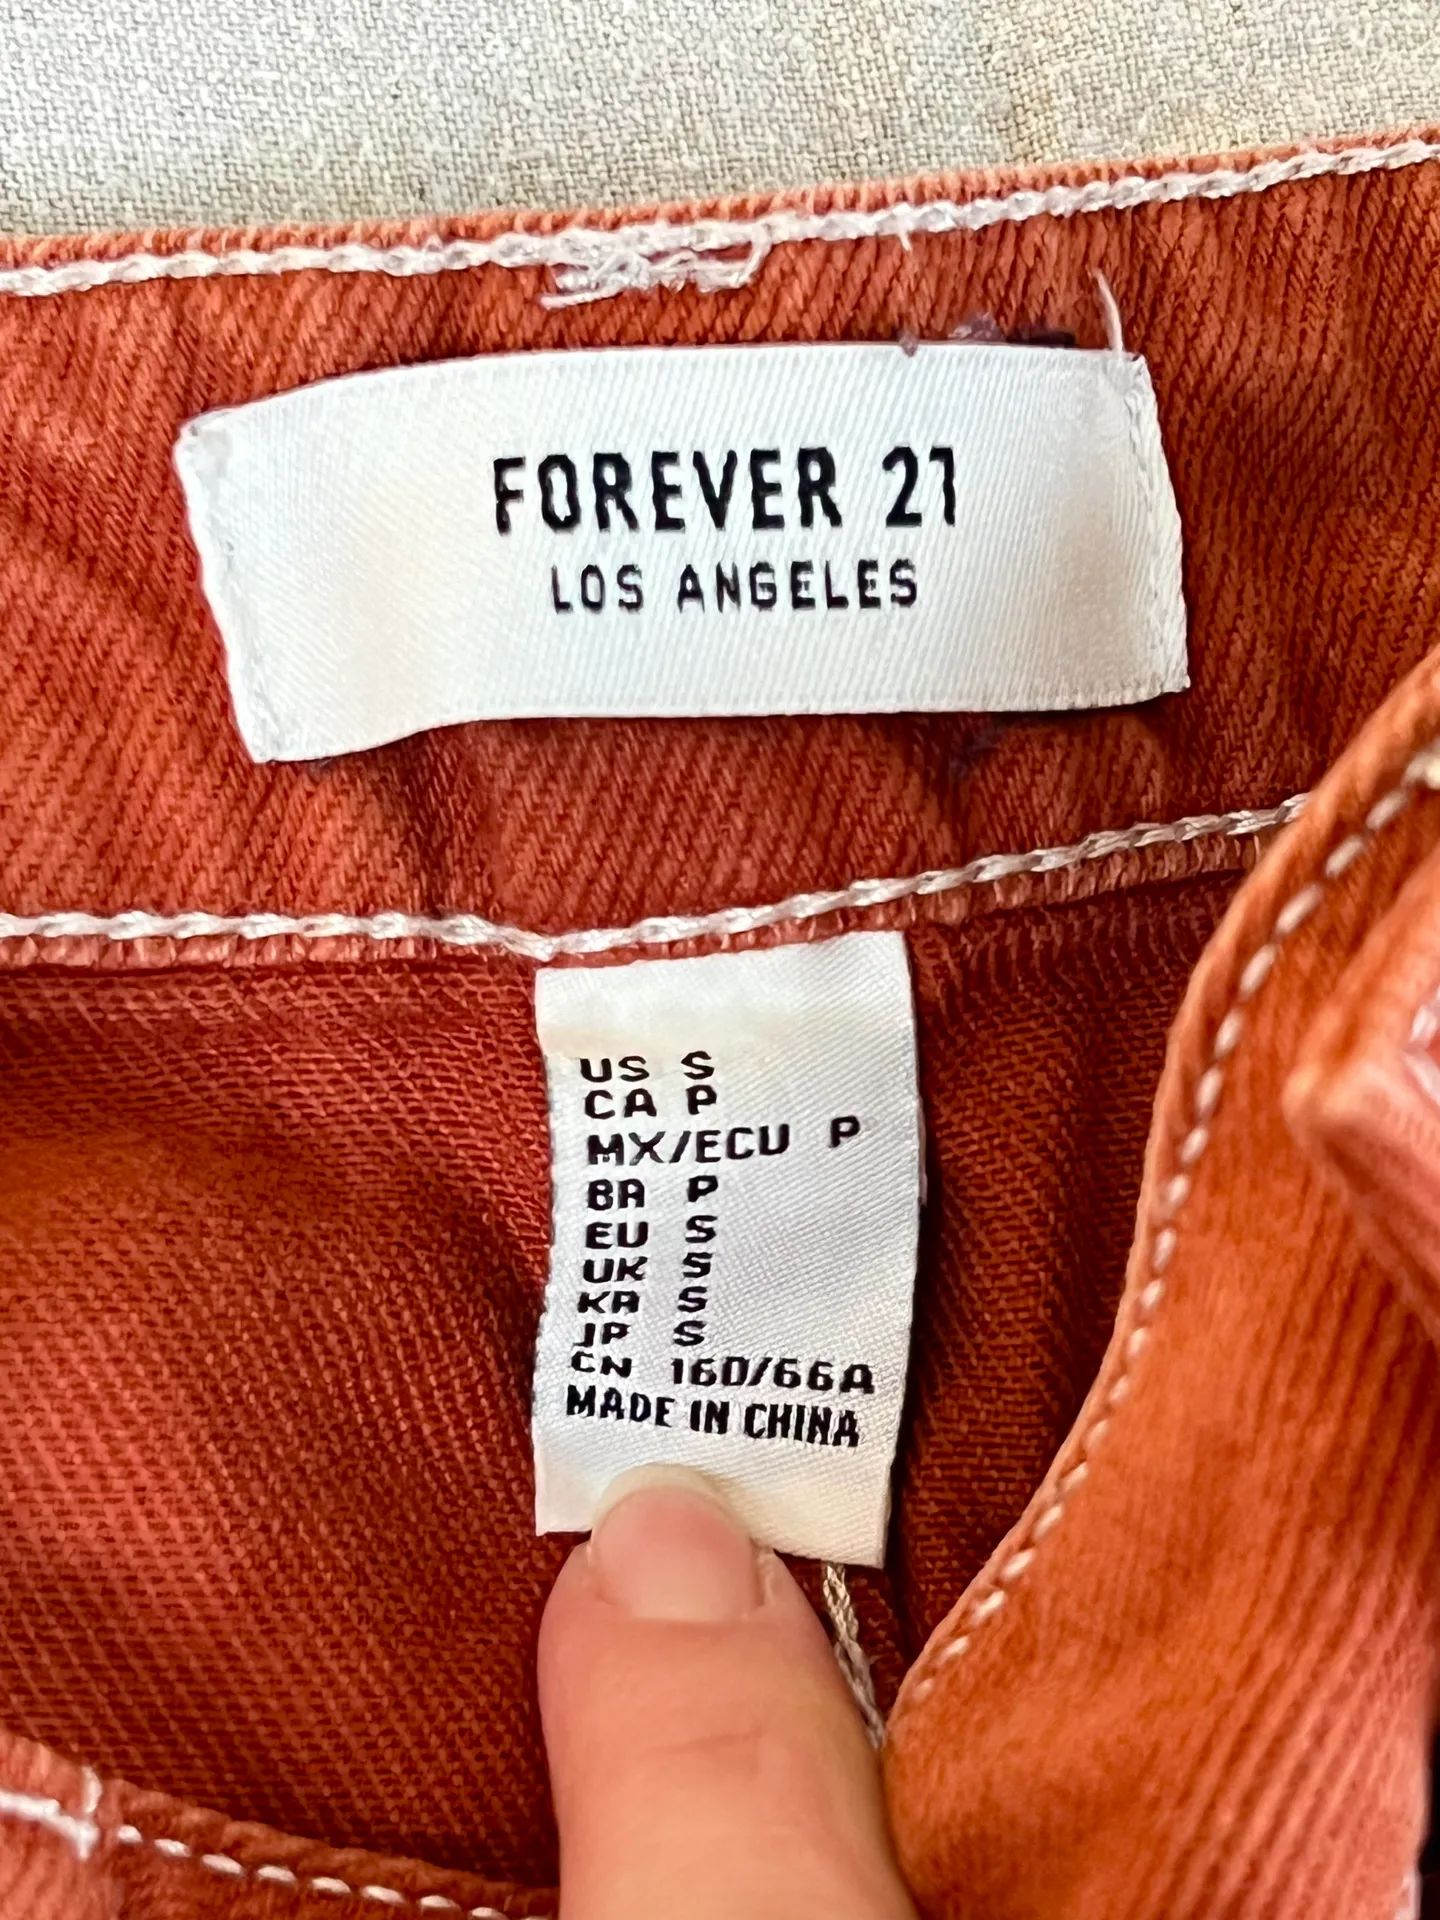 FOREVER 21
LOS ANGELES
US S
CA P
MX/ECU P
BR P
EU S
UK S
KR S
JP S
CN 160/66A
MADE IN CHINA